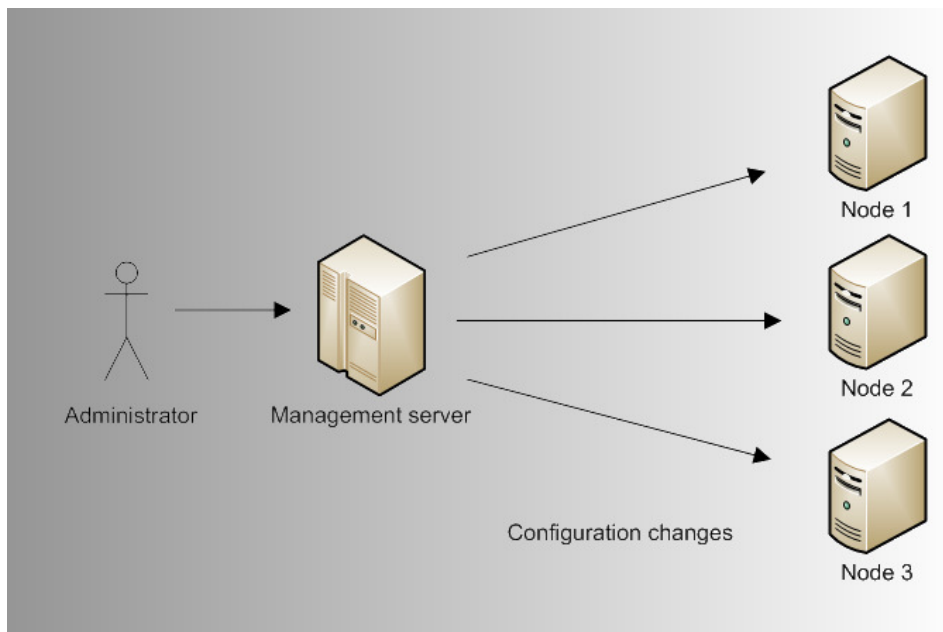 Node 1
Administrator
Management server
Node 2
Configuration changes
Node 3